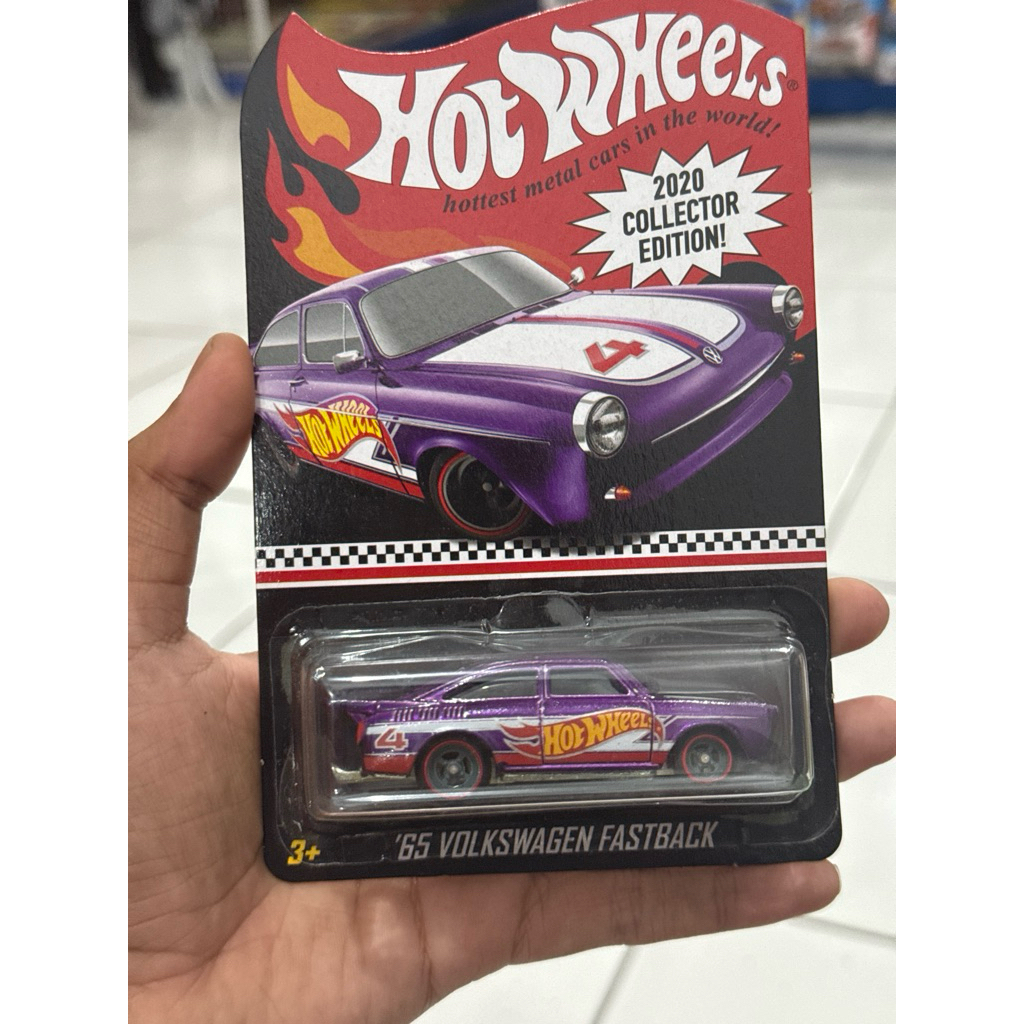 HOT WHEELS®
hottest metal cars in the world!
2020
COLLECTOR
EDITION!
4
HOT WHEELS
4
HOT WHEELS
3+
'65 VOLKSWAGEN FASTBACK